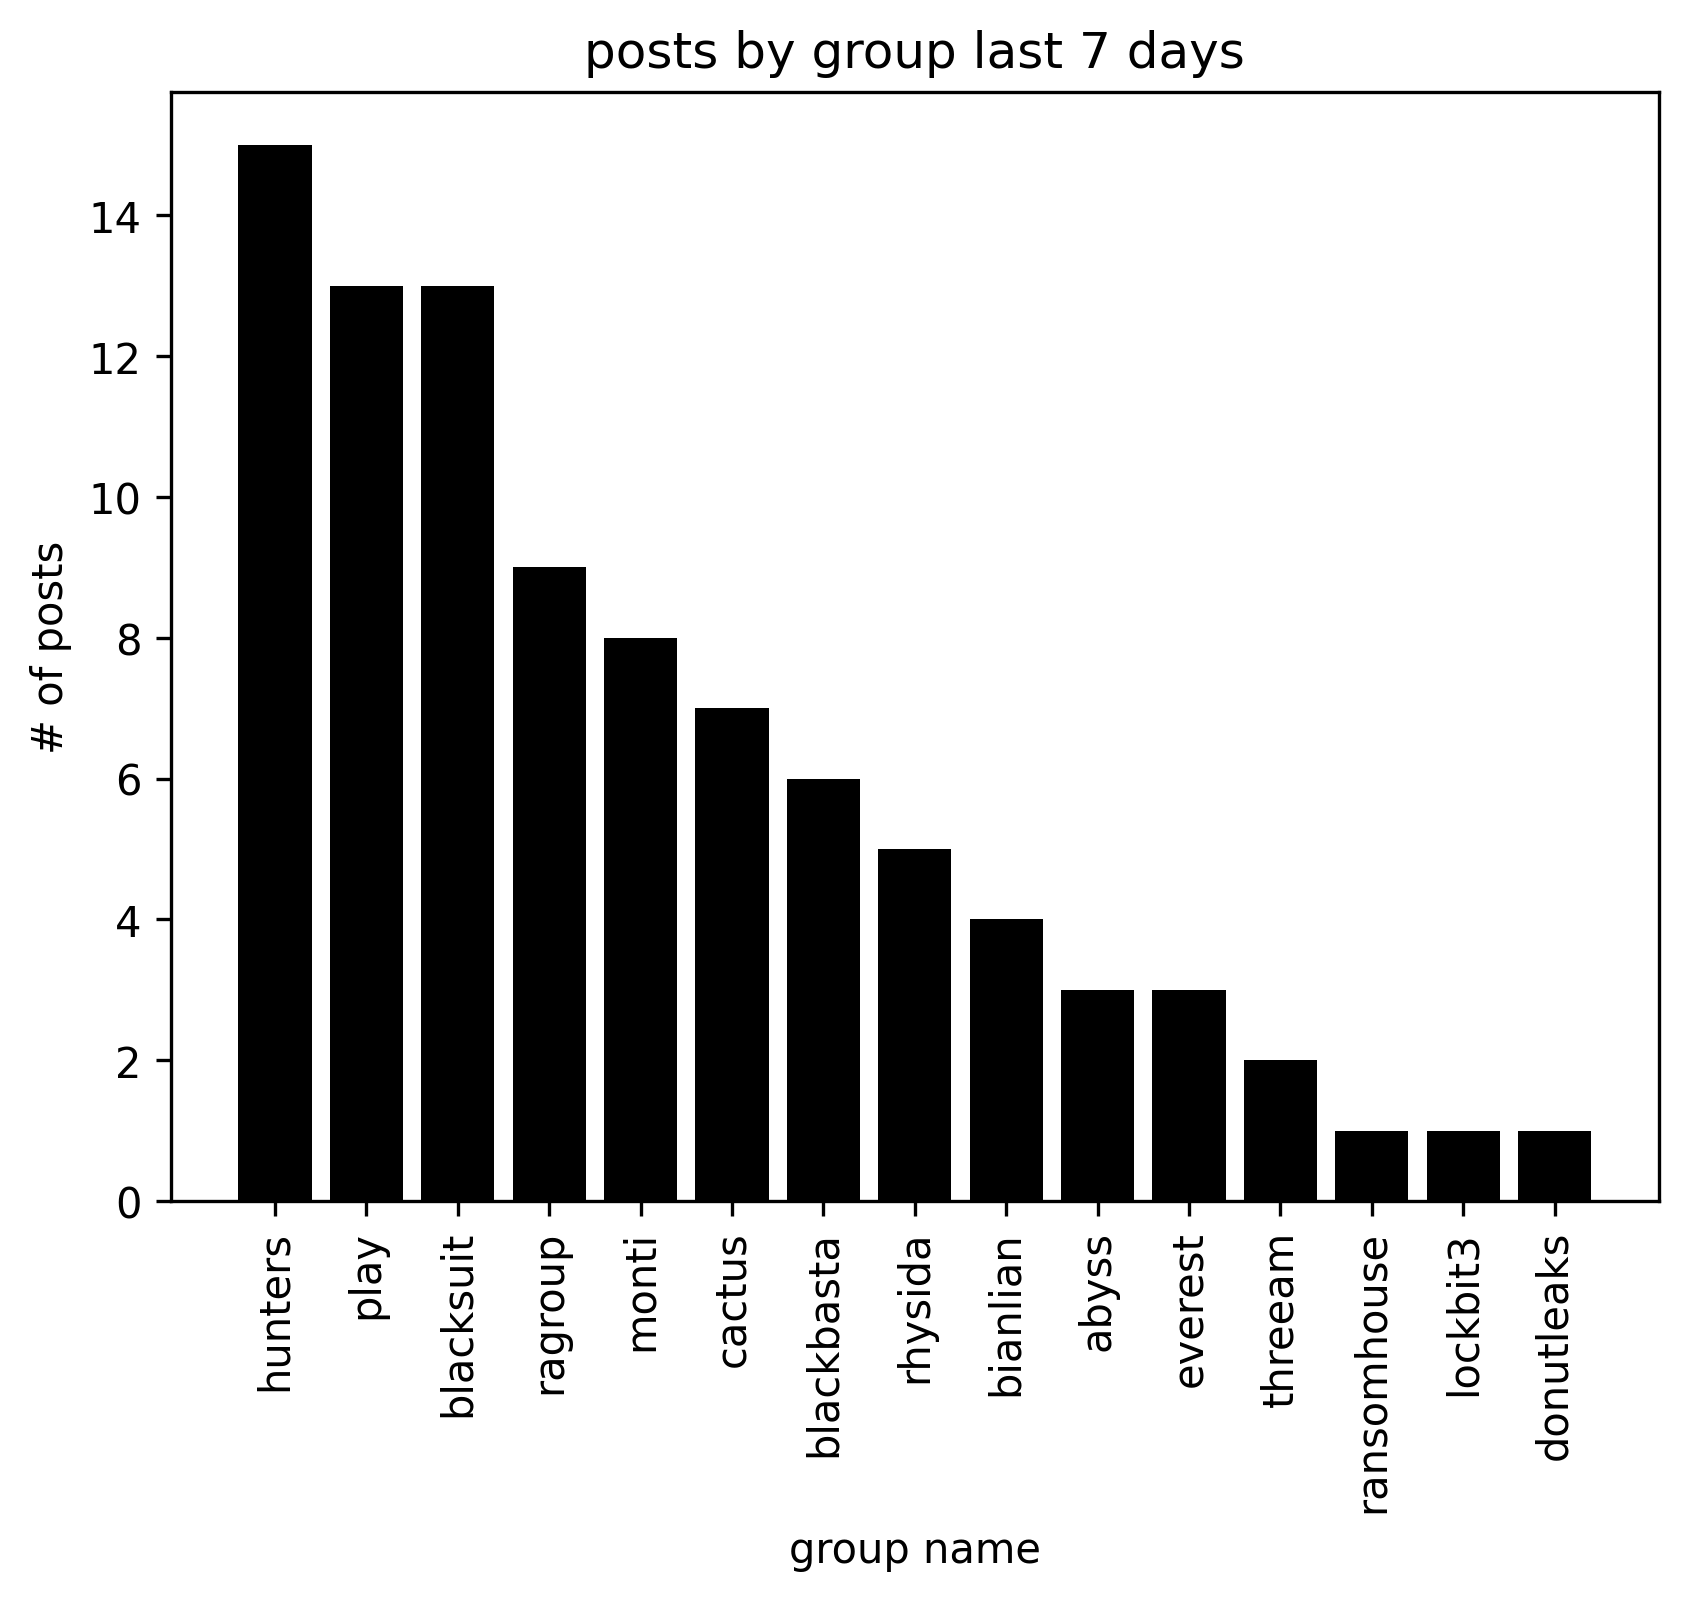 posts by group last 7 days
# of posts
14
12
10
8
6
4
2
0
hunters
play
blacksuit
ragroup
monti
cactus
blackbasta
rhysida
bianlian
abyss
everest
threeam
ransomhouse
lockbit3
donutleaks
group name